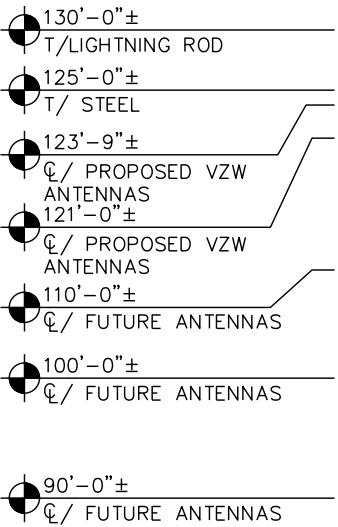 130'-0"±
T/LIGHTNING ROD
125'-0"±
T/ STEEL
123'-9"±
℄/ PROPOSED VZW
ANTENNAS
121'-0"±
℄/ PROPOSED VZW
ANTENNAS
110'-0"±
℄/ FUTURE ANTENNAS
100'-0"±
℄/ FUTURE ANTENNAS
90'-0"±
℄/ FUTURE ANTENNAS